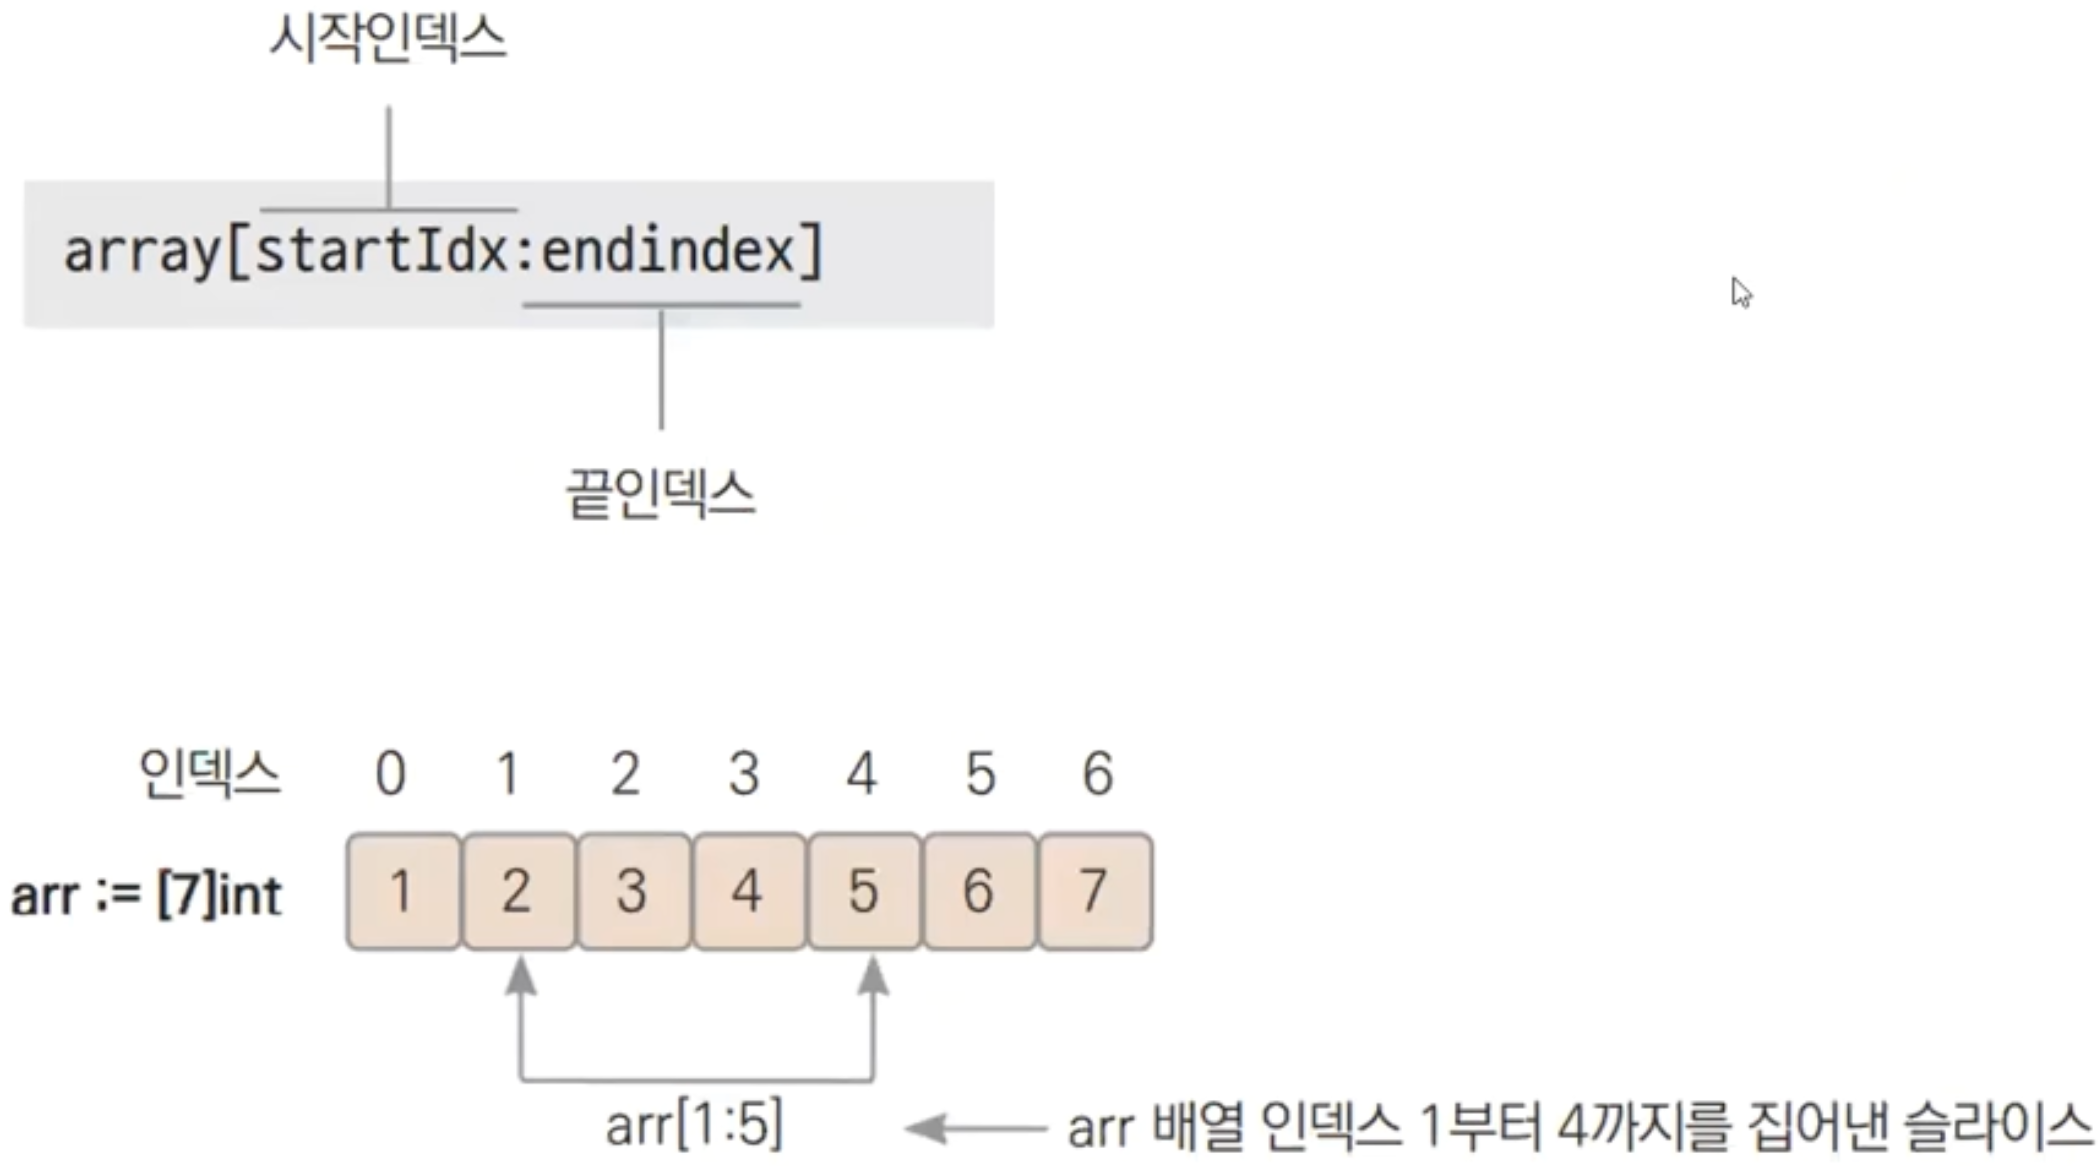 시작인덱스
array[startIdx:endindex]
끝인덱스
인덱스 0 1 2 3 4 5 6
arr := [7]int 1 2 3 4 5 6 7
arr[1:5] arr 배열 인덱스 1부터 4까지를 집어낸 슬라이스